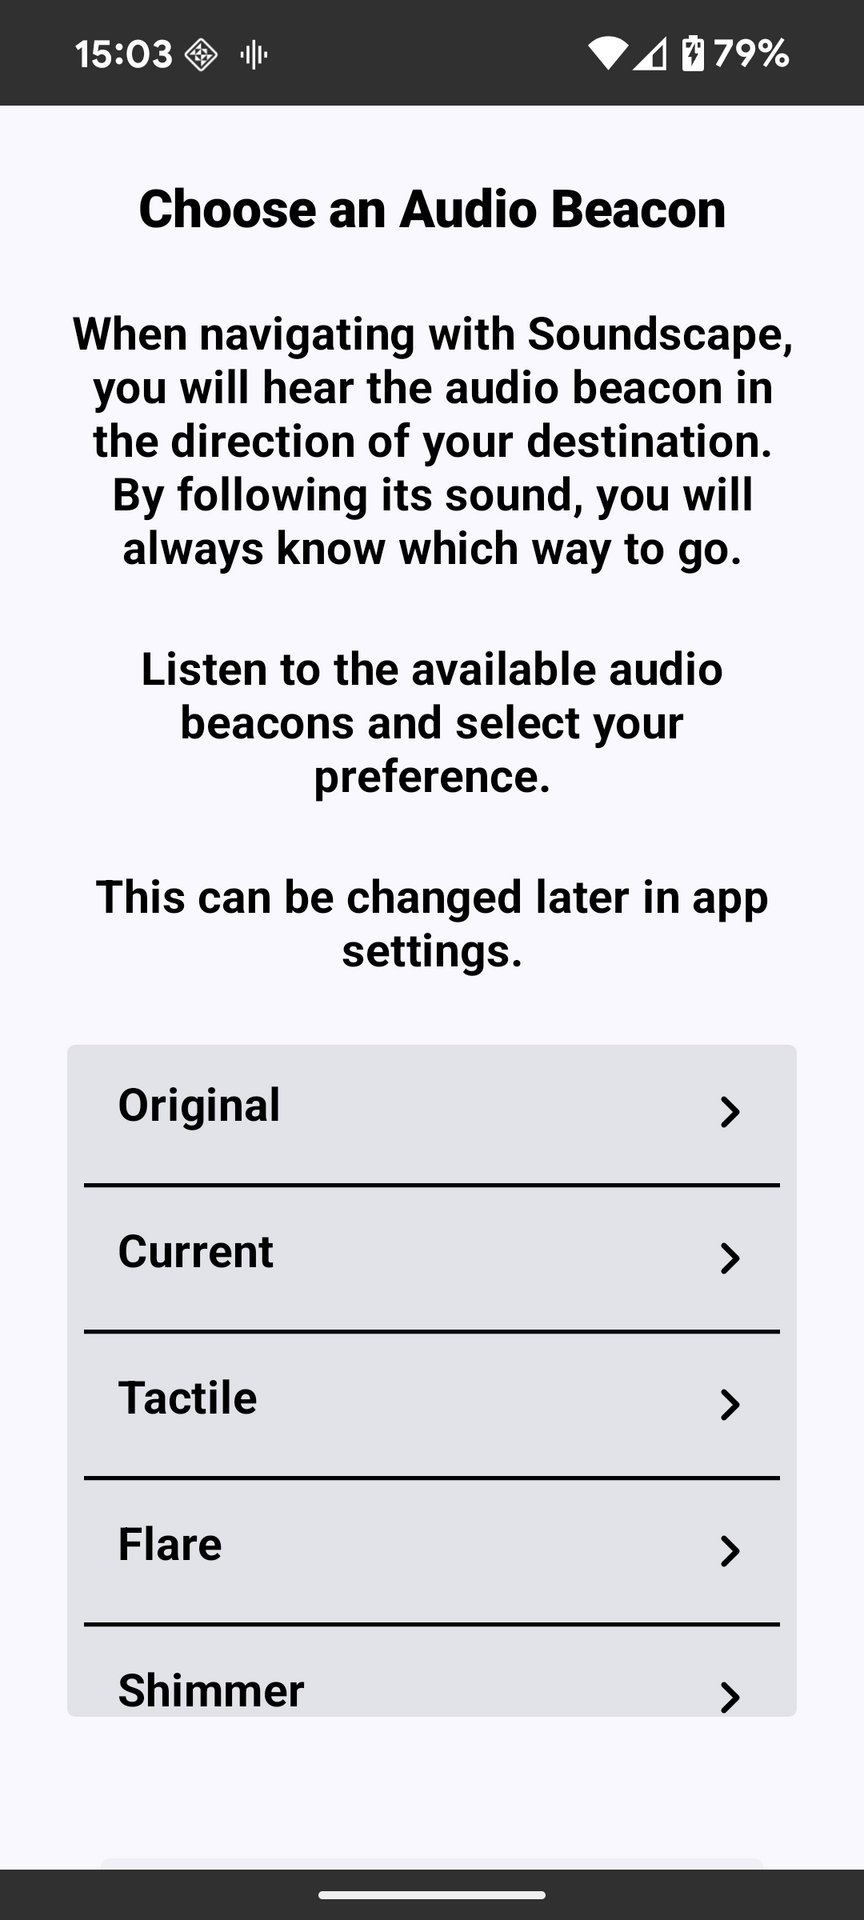 15:03 79%
Choose an Audio Beacon
When navigating with Soundscape,
you will hear the audio beacon in
the direction of your destination.
By following its sound, you will
always know which way to go.
Listen to the available audio
beacons and select your
preference.
This can be changed later in app
settings.
Original
Current
Tactile
Flare
Shimmer